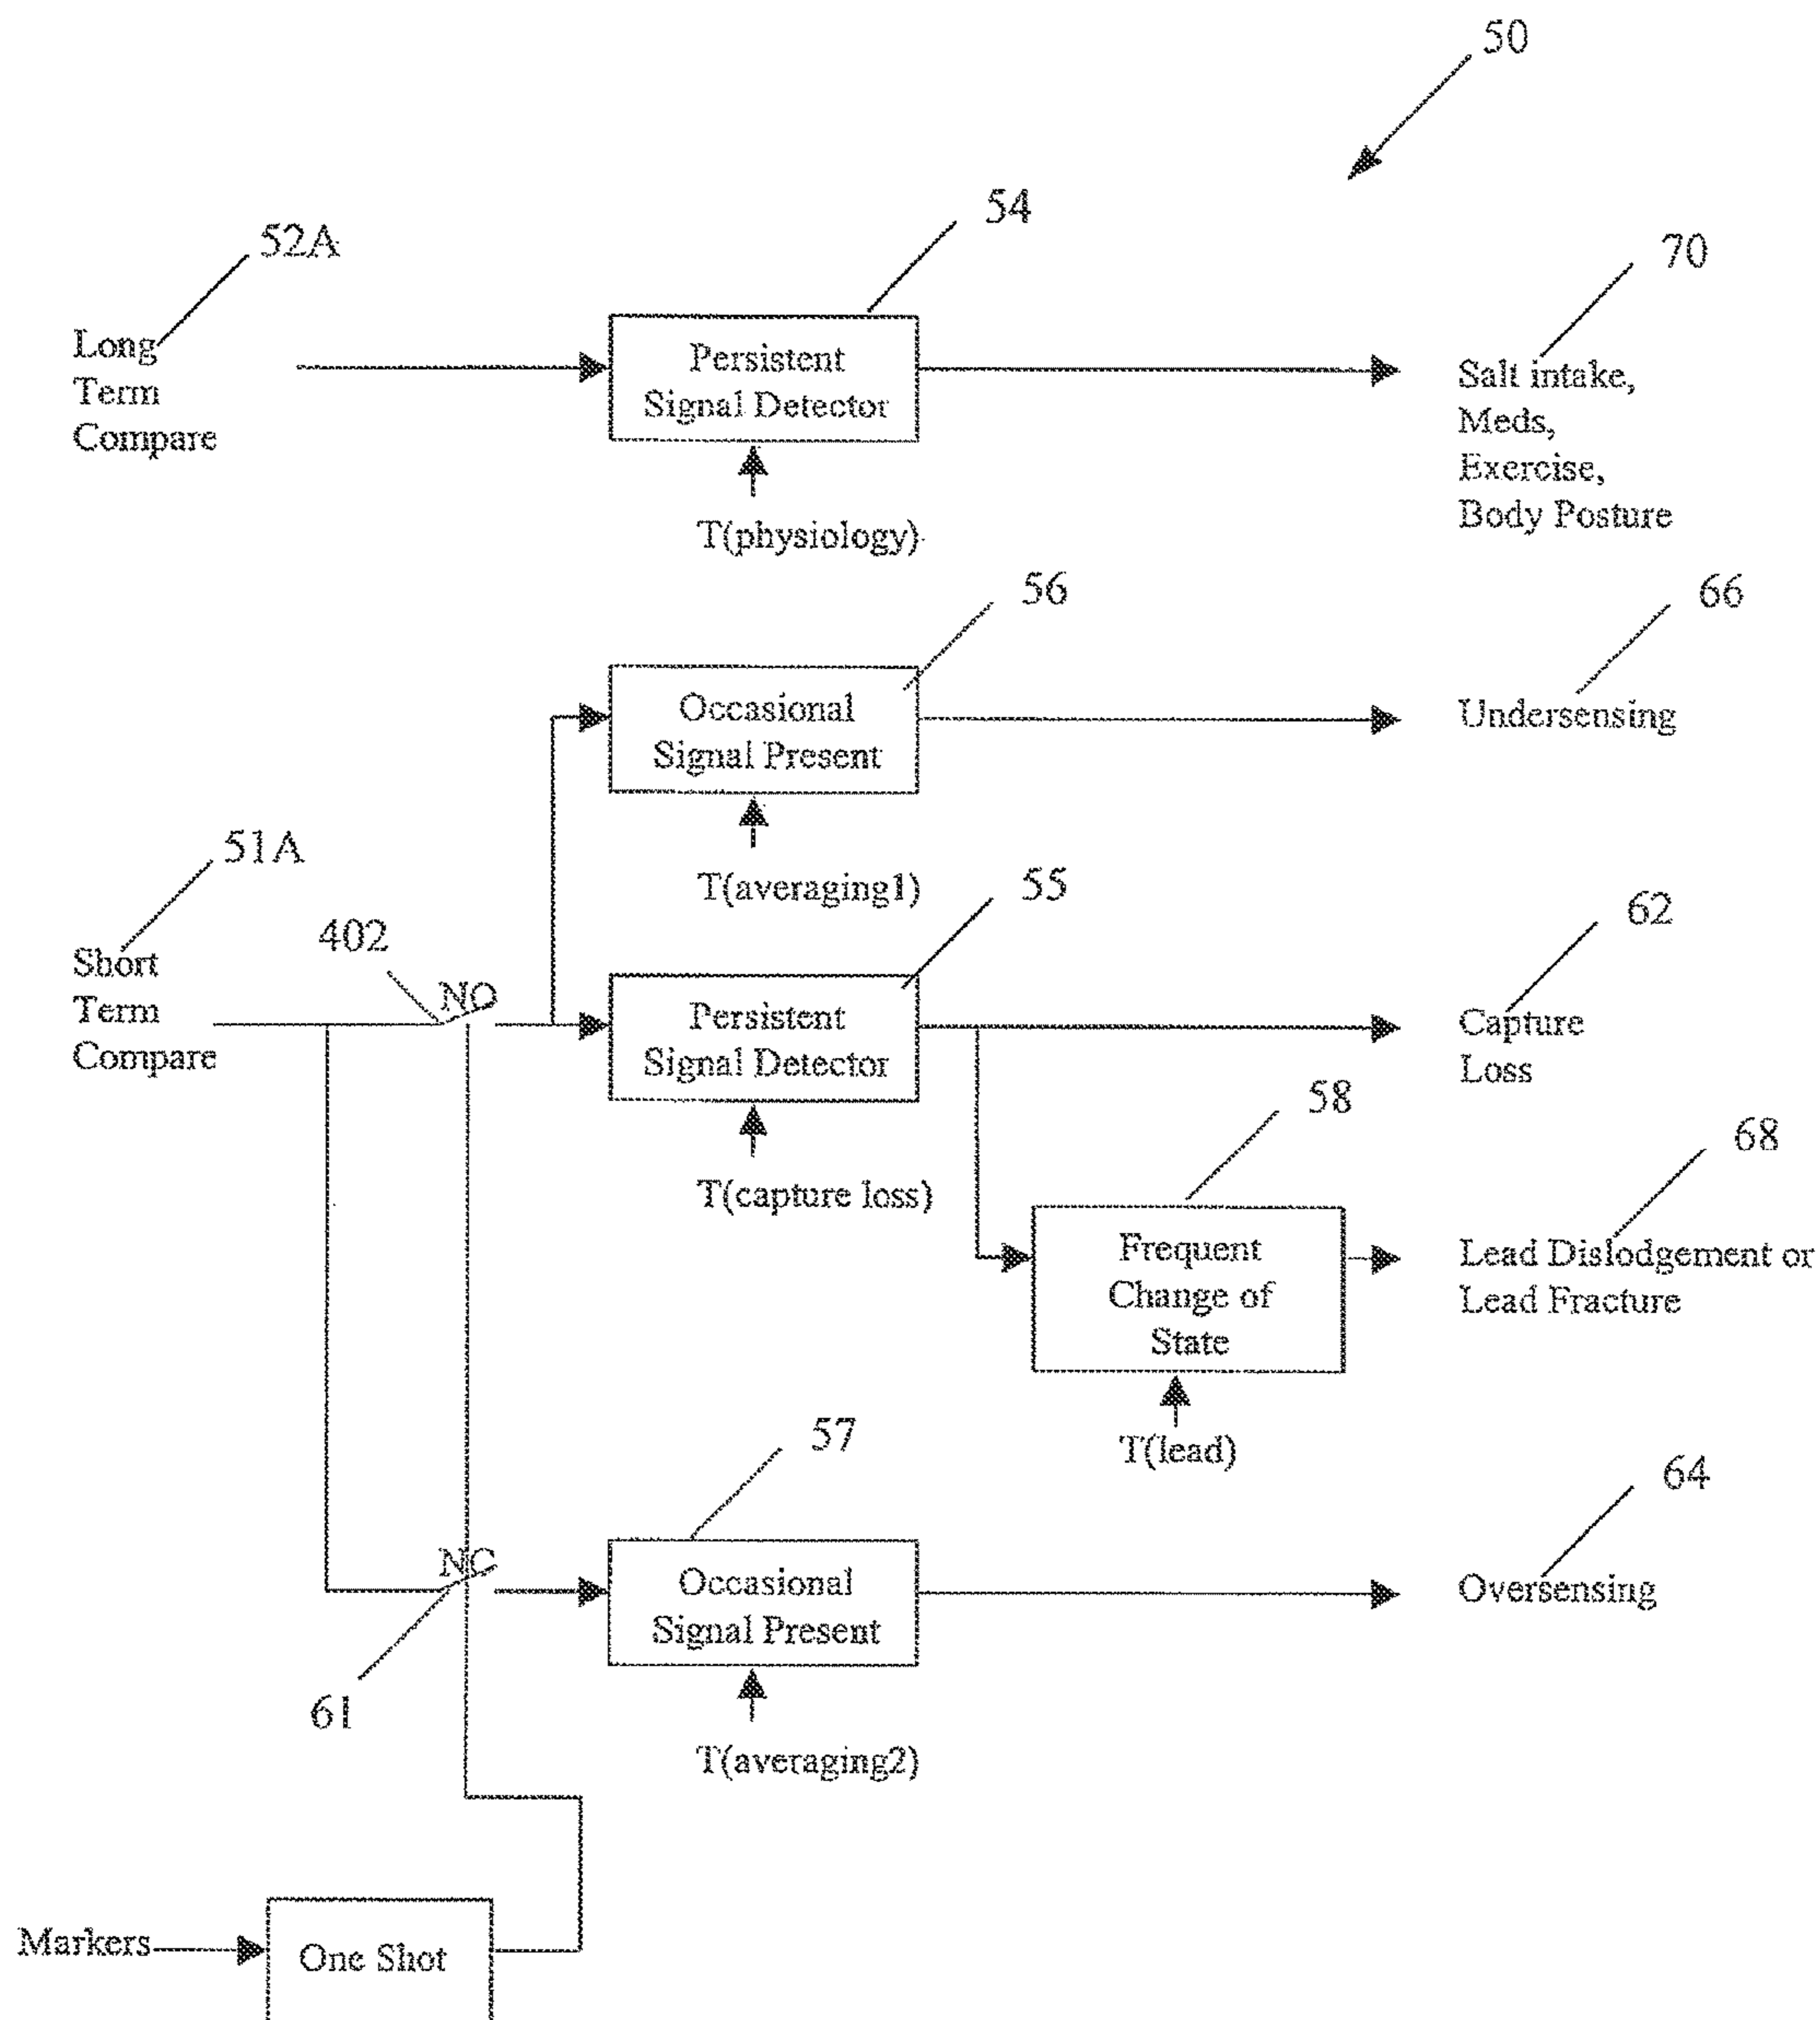 50
54
52A
70
Long
Term
Compare
Persistent
Signal Detector
Salt intake,
Meds,
Exercise,
Body Posture
T(physiology)
56
66
Occasional
Signal Present
Undersensing
51A
T(averaging1)
55
62
402
Short
Term
Compare
NO
Persistent
Signal Detector
Capture
Loss
58
68
T(capture loss)
Frequent
Change of
State
Lead Dislodgement or
Lead Fracture
57
T(lead)
64
NC
Occasional
Signal Present
Oversensing
61
T(averaging2)
Markers
One Shot